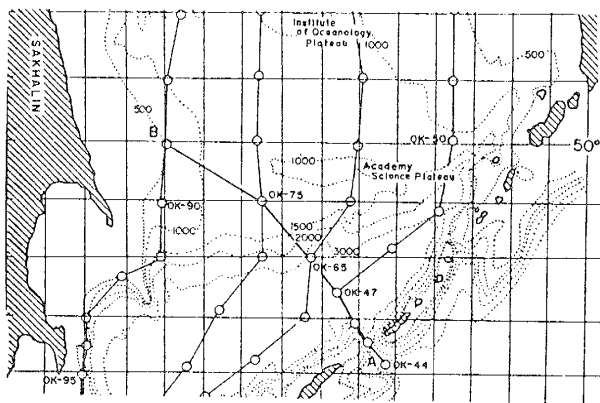 Institute
of Oceanology
Plateau
1000
500
SAKHALIN
500
B
OK-50
50°
1000
Academy
Science Plateau
OK-75
OK-90
1500
2000
1000
3000
OK-65
OK-47
A
OK-44
OK-95